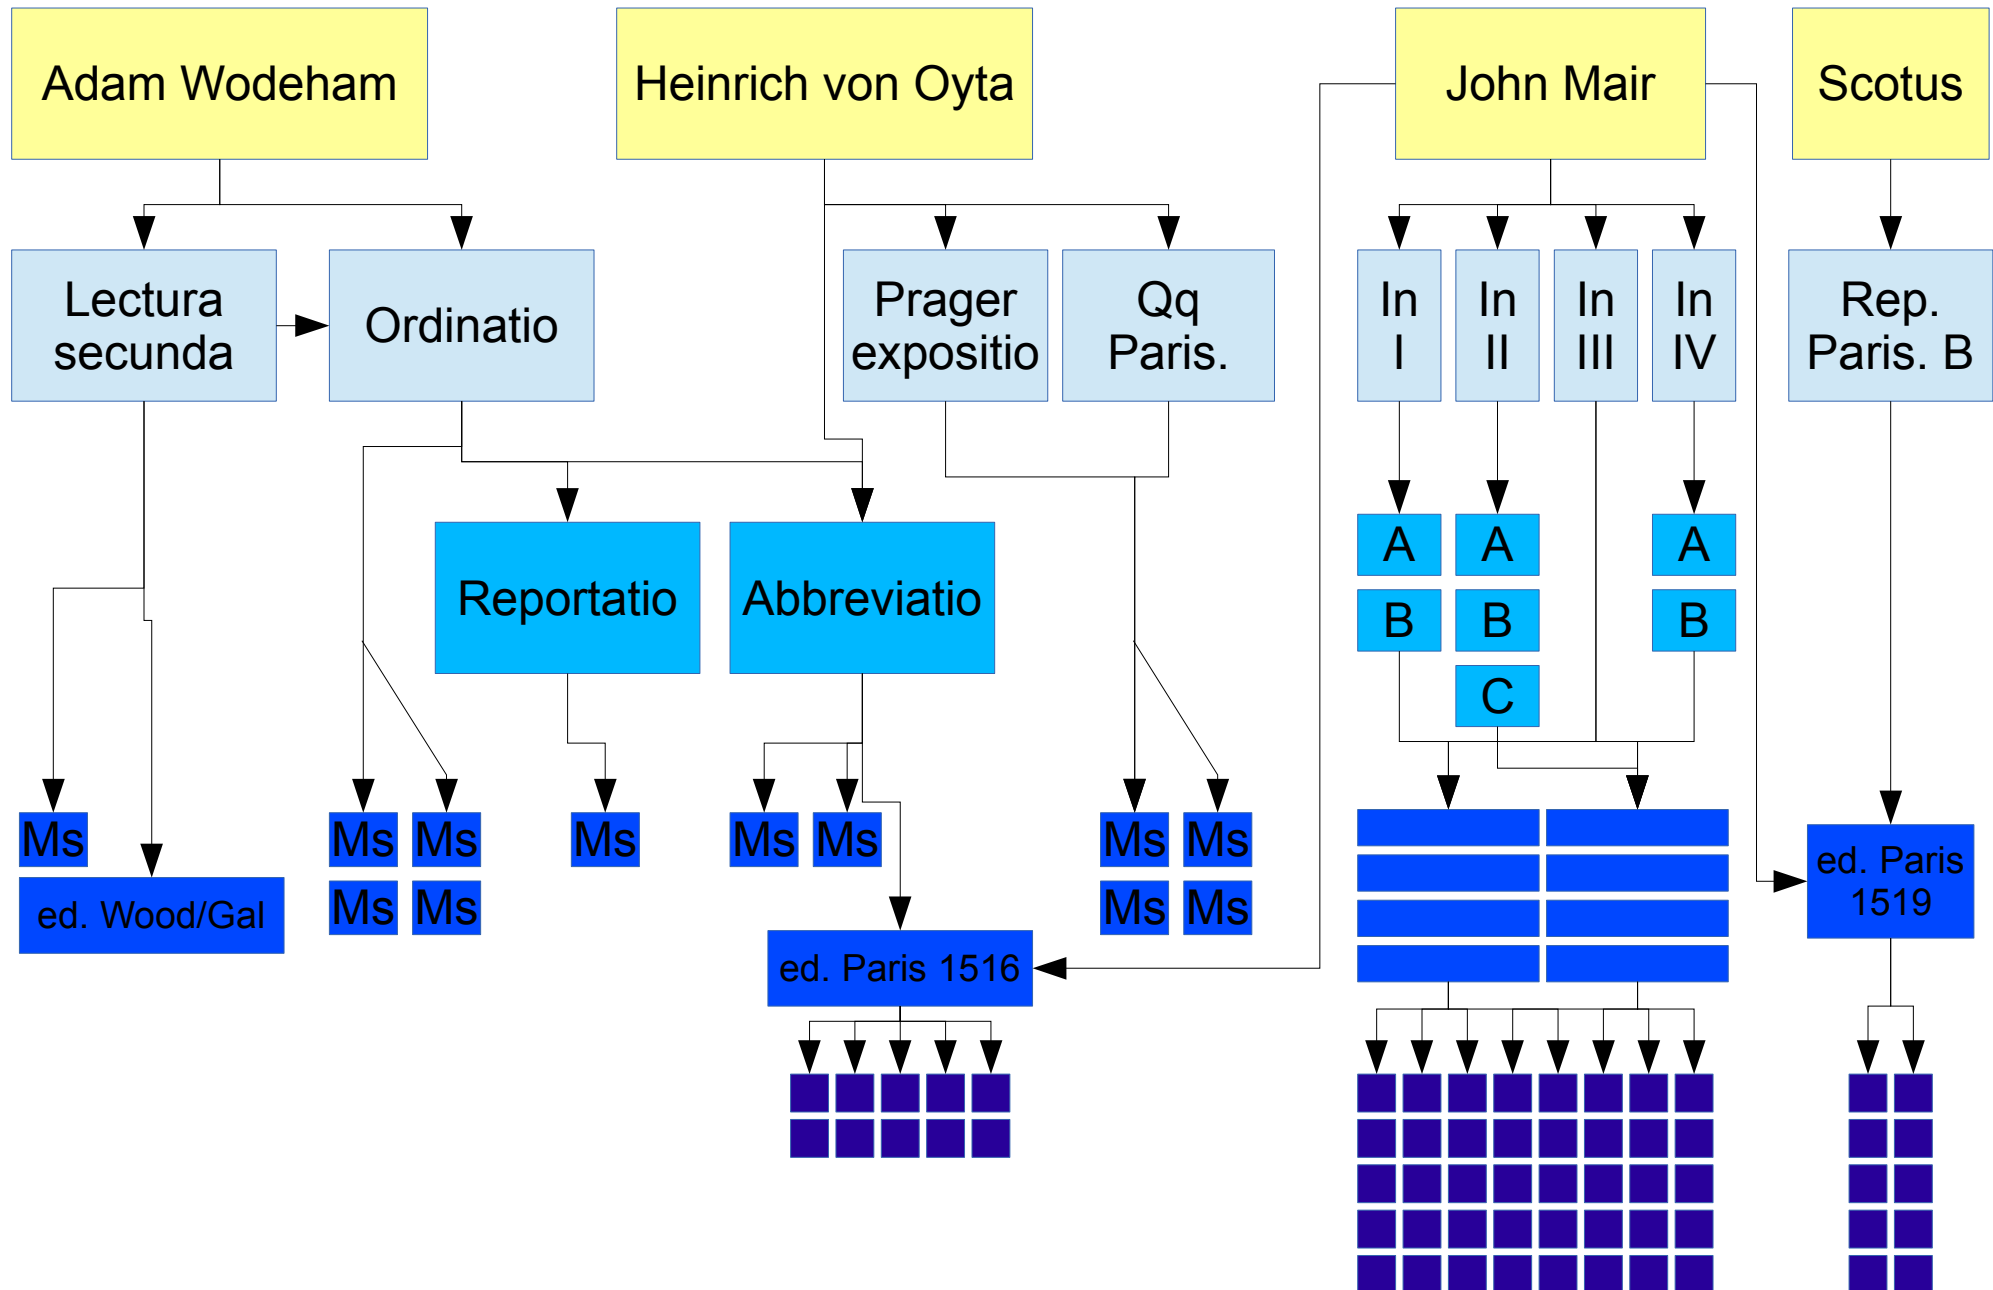 Adam Wodeham
Heinrich von Oyta
John Mair
Scotus
Lectura
secunda
Ordinatio
Prager
expositio
Qq
Paris.
In
I
In
II
In
III
In
IV
Rep.
Paris. B
A
A
A
B
B
B
C
Reportatio
Abbreviatio
Ms
Ms
Ms
Ms
Ms
Ms
Ms
Ms
Ms
Ms
Ms
Ms
ed. Wood/Gal
ed. Paris 1516
ed. Paris
1519